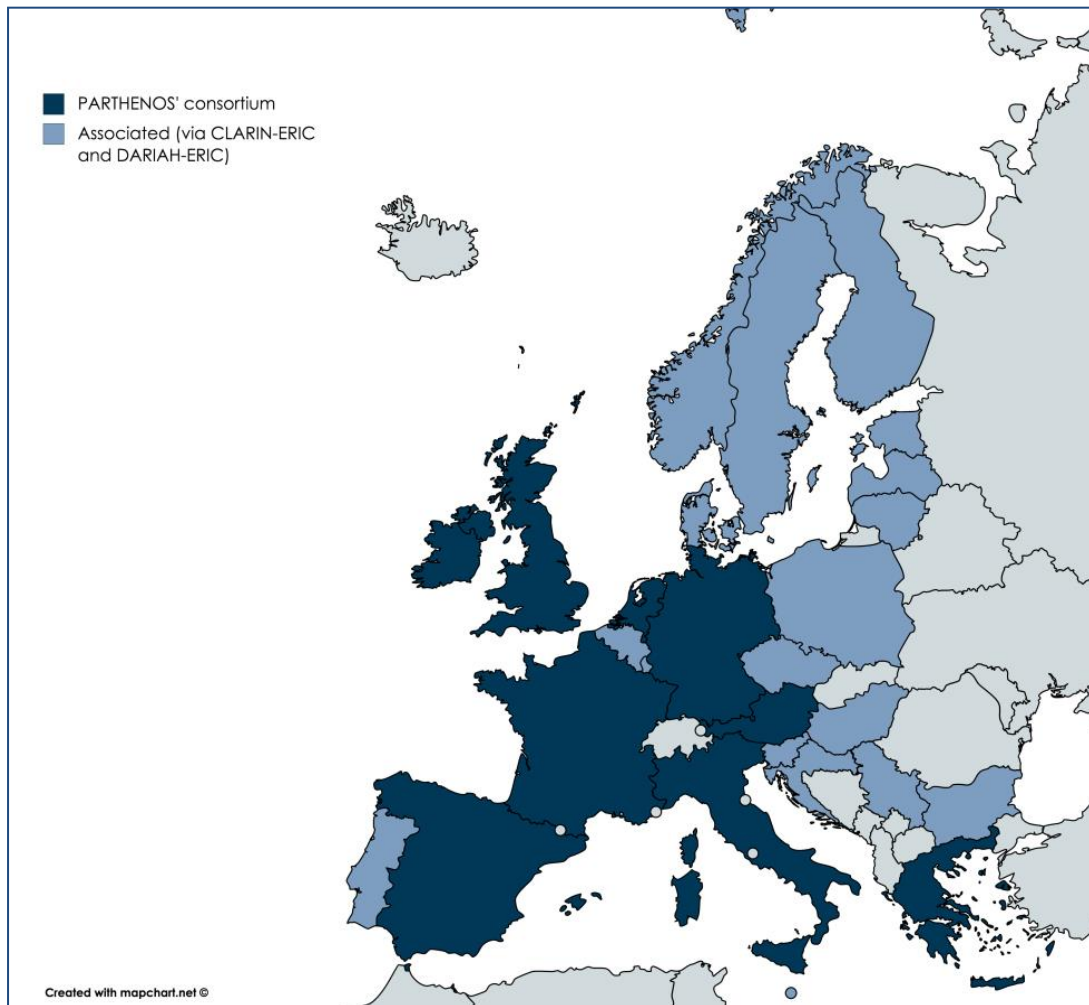 PARTHENOS' consortium
Associated (via CLARIN-ERIC
and DARIAH-ERIC)
Created with mapchart.net ©